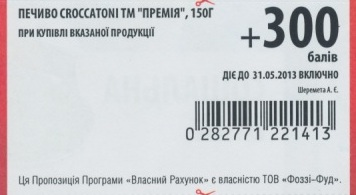 ПЕЧИВО CROCCATONI ТМ "ПРЕМІЯ", 150Г
ПРИ КУПІВЛІ ВКАЗАНОЇ ПРОДУКЦІЇ
+300
балів
ДІЄ ДО 31.05.2013 ВКЛЮЧНО
Шеремета А. Є.
0 282771 221413
Ця Пропозиція Програми «Власний Рахунок» є власністю ТОВ «Фоззі-Фуд».